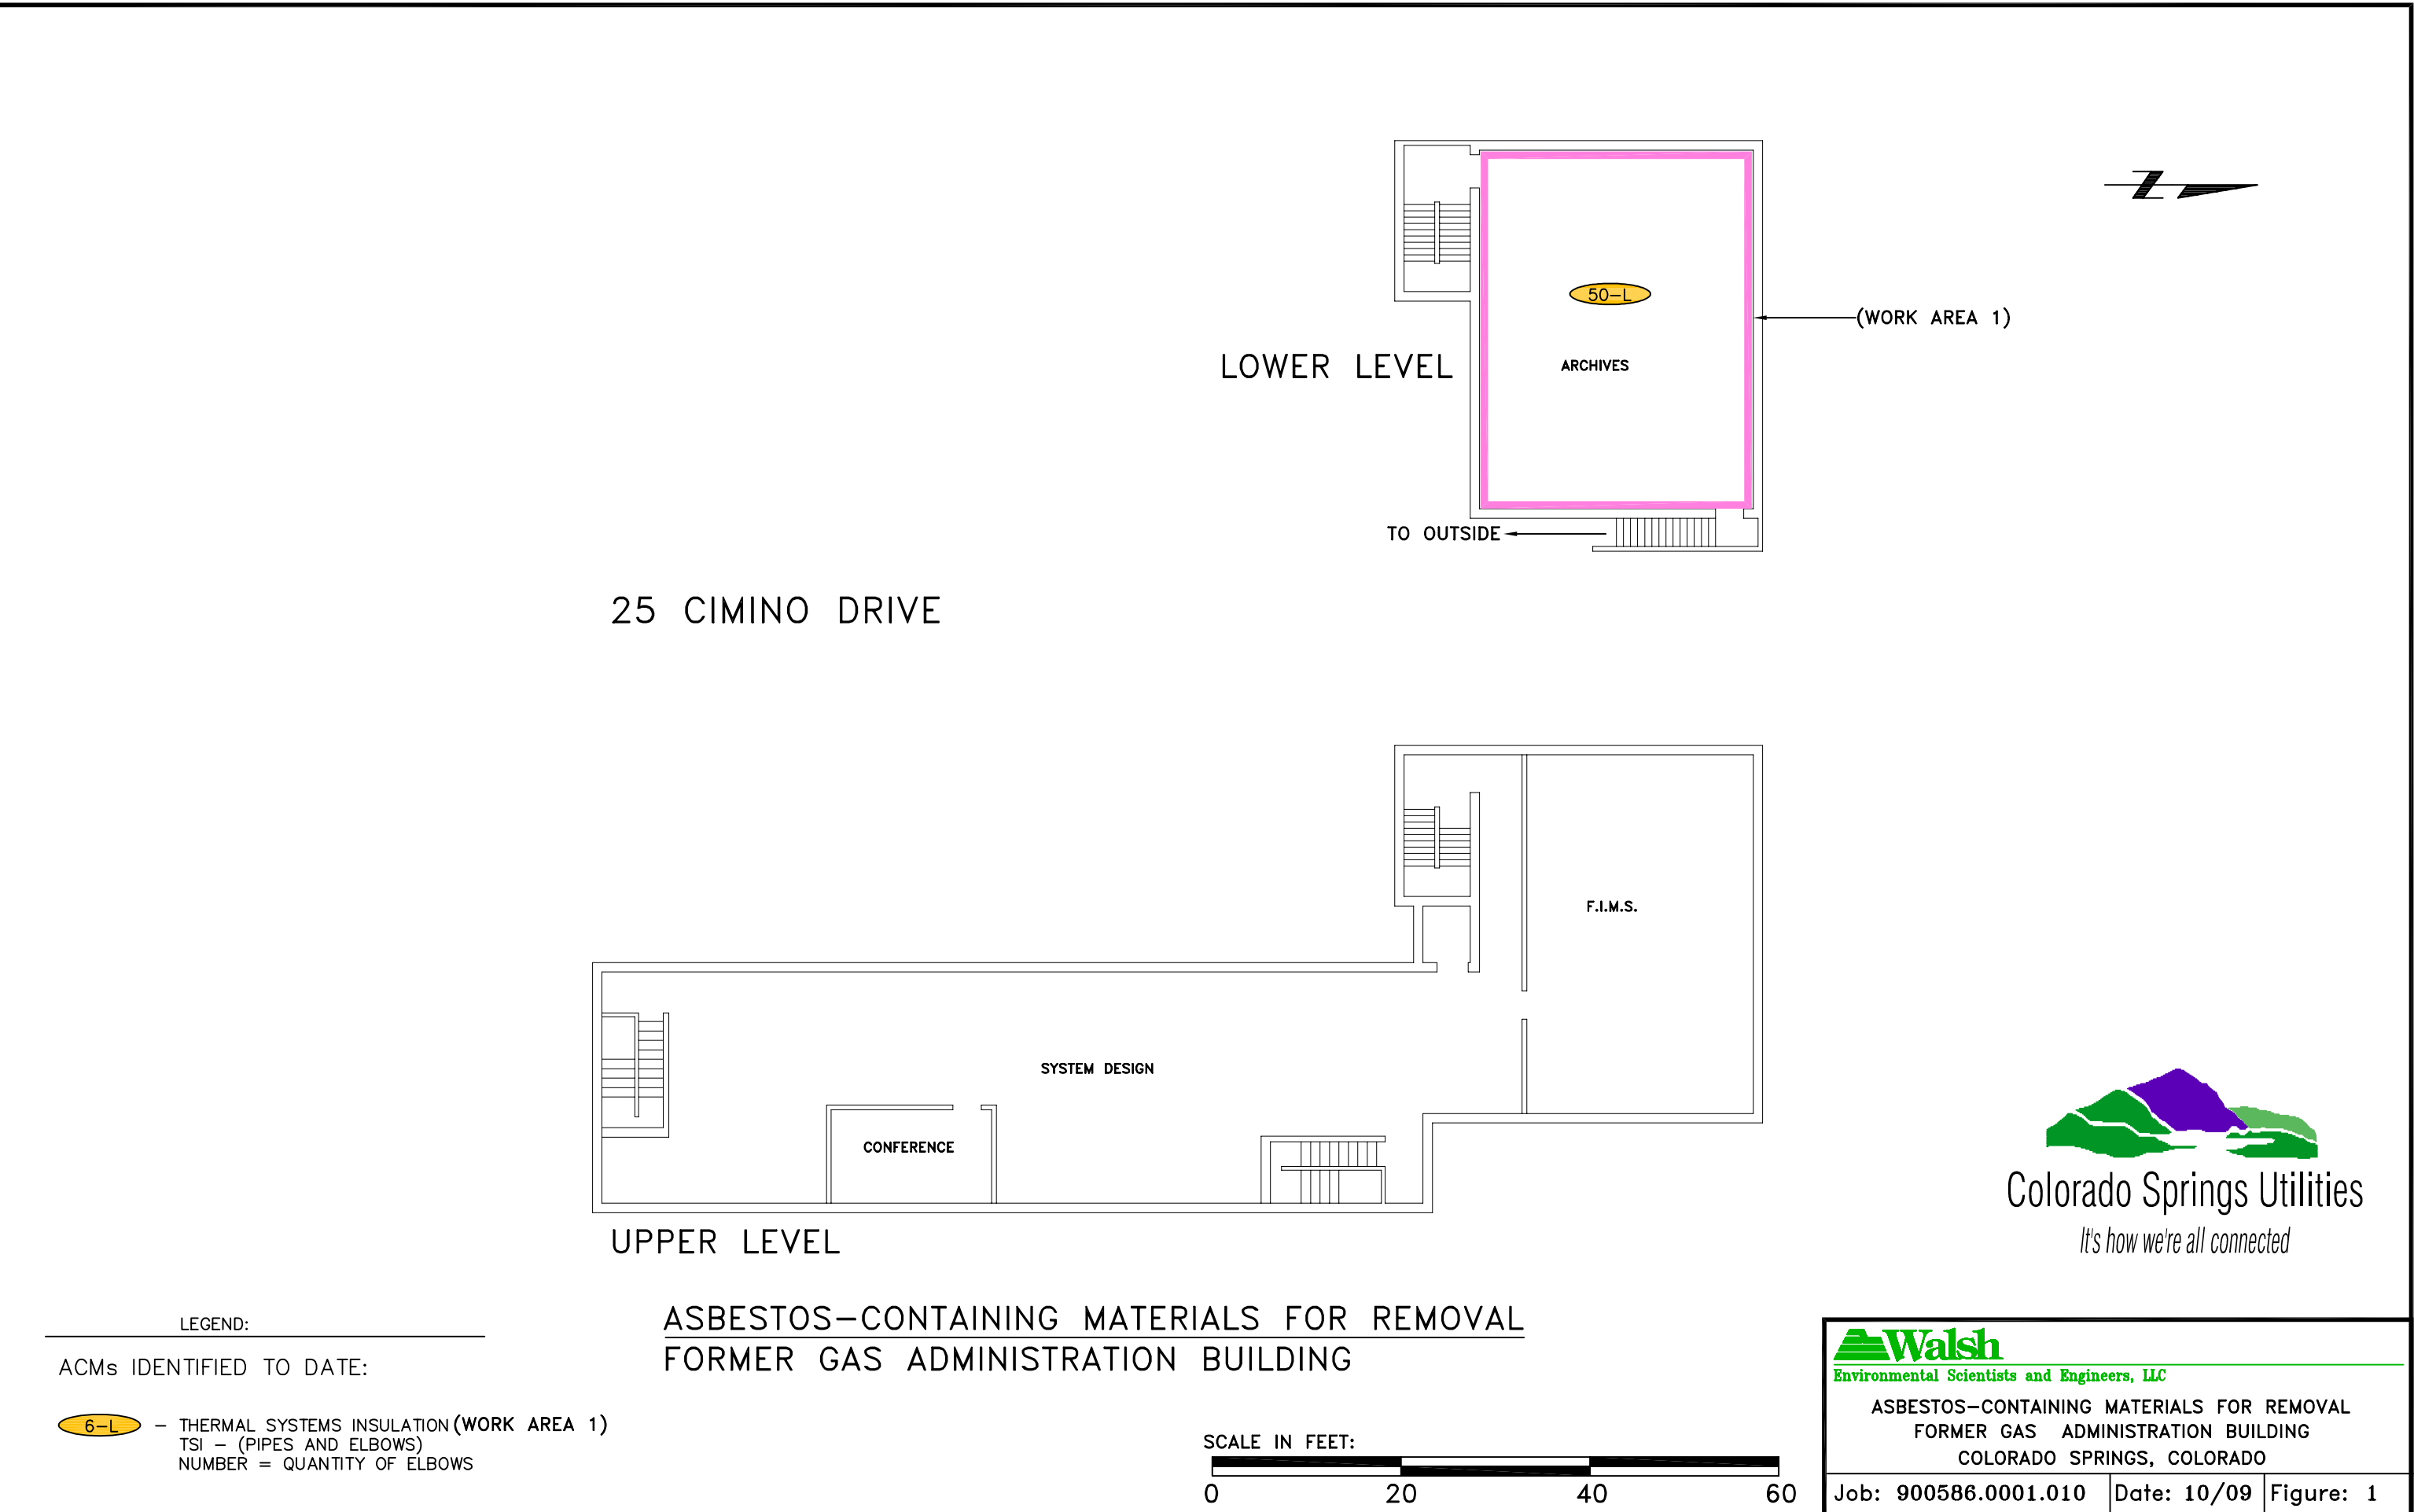 50-L
(WORK AREA 1)
LOWER LEVEL
ARCHIVES
TO OUTSIDE
25 CIMINO DRIVE
F.I.M.S.
SYSTEM DESIGN
CONFERENCE
UPPER LEVEL
Colorado Springs Utilities
It's how we're all connected
ASBESTOS-CONTAINING MATERIALS FOR REMOVAL
FORMER GAS ADMINISTRATION BUILDING
LEGEND:
ACMs IDENTIFIED TO DATE:
6-L - THERMAL SYSTEMS INSULATION (WORK AREA 1)
TSI - (PIPES AND ELBOWS)
NUMBER = QUANTITY OF ELBOWS
SCALE IN FEET:
0 20 40 60
Walsh
Environmental Scientists and Engineers, LLC
ASBESTOS-CONTAINING MATERIALS FOR REMOVAL
FORMER GAS ADMINISTRATION BUILDING
COLORADO SPRINGS, COLORADO
Job: 900586.0001.010 Date: 10/09 Figure: 1